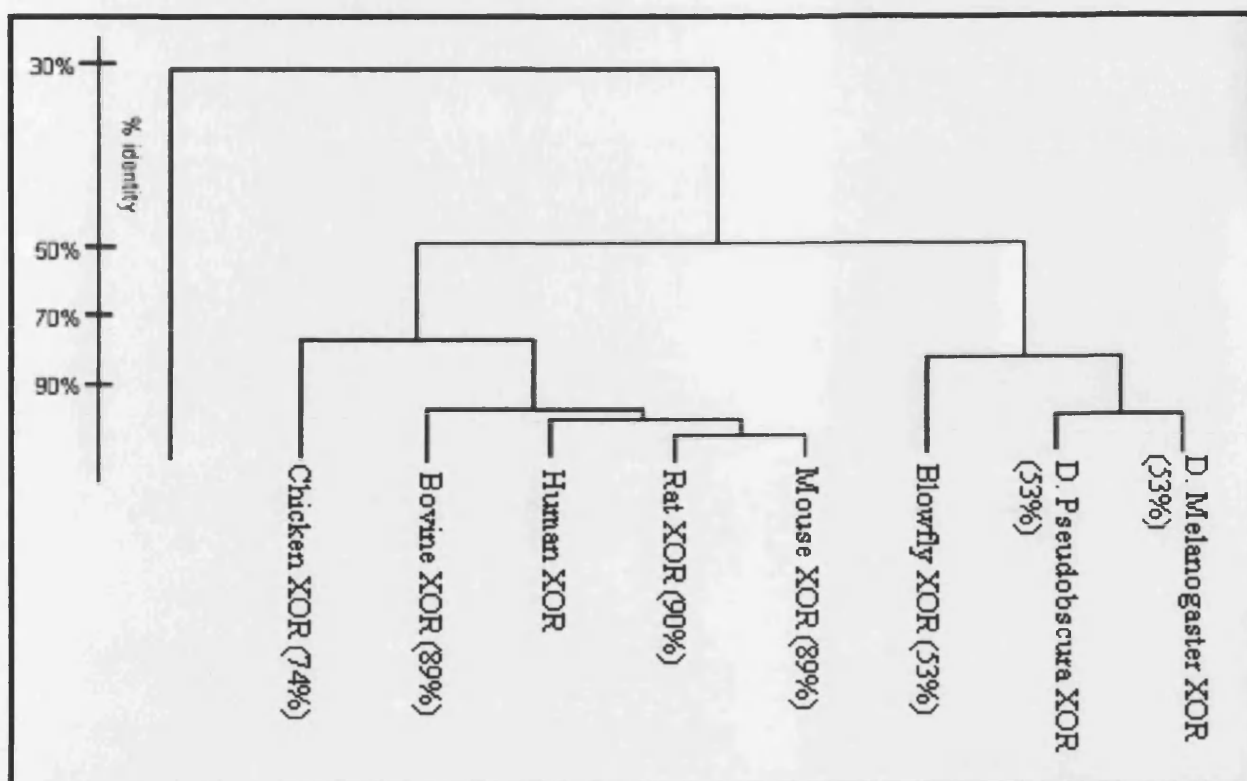 30%
% identity
50%
70%
90%
Chicken XOR (74%)
Bovine XOR (89%)
Human XOR
Rat XOR (90%)
Mouse XOR (89%)
Blowfly XOR (53%)
D. Pseudobscura XOR
(53%)
D. Melanogaster XOR
(53%)